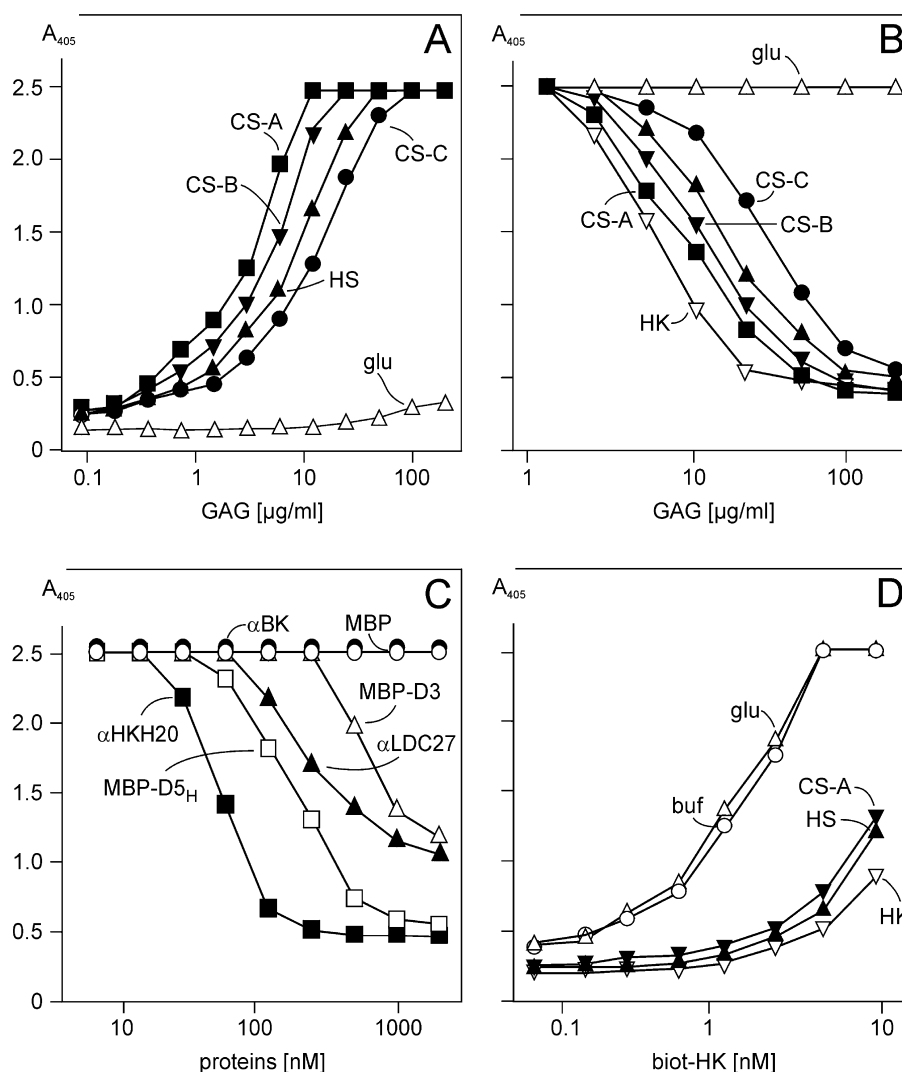 A405
A
2.5
CS-A
2.0
CS-C
CS-B
1.5
1.0
HS
0.5
glu
0
0.1 1 10 100
GAG [µg/ml]
A405
B
glu
CS-C
CS-A
CS-B
HK
1 10 100
GAG [µg/ml]
A405
C
αBK
MBP
2.5
MBP-D3
αHKH20
2.0
αLDC27
MBP-D5H
1.5
1.0
0.5
0
10 100 1000
proteins [nM]
A405
D
glu
CS-A
buf
HS
HK
0.1 1 10
biot-HK [nM]